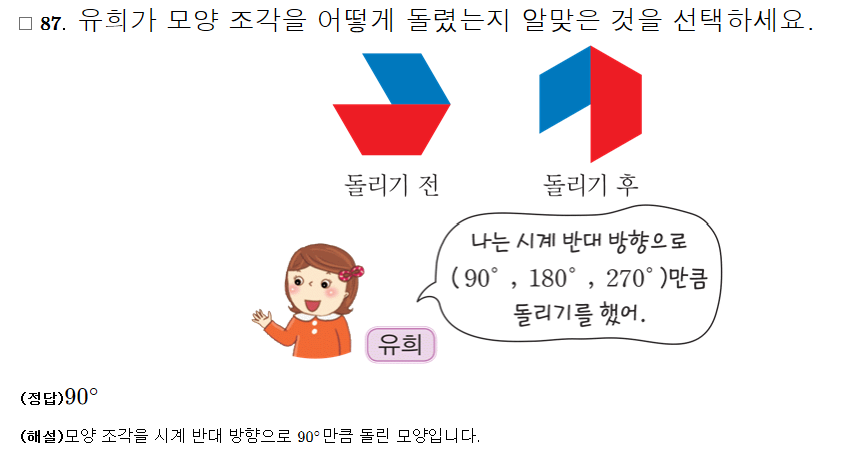 □ 87. 유희가 모양 조각을 어떻게 돌렸는지 알맞은 것을 선택하세요.
돌리기 전 돌리기 후
나는 시계 반대 방향으로
(90°, 180°, 270°)만큼
돌리기를 했어.
유희
(정답)90°
(해설)모양 조각을 시계 반대 방향으로 90°만큼 돌린 모양입니다.